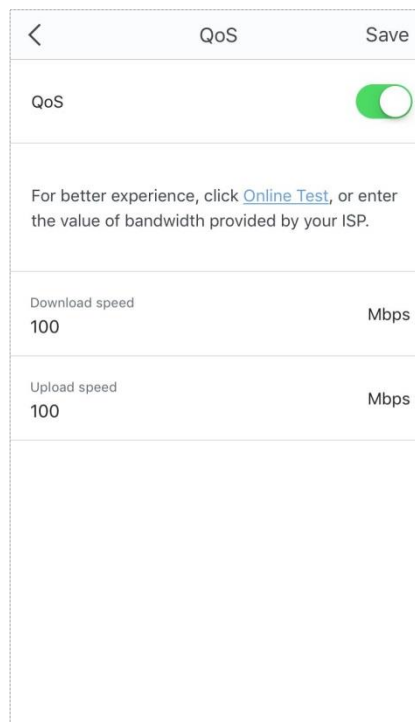 QoS Save
QoS
For better experience, click Online Test, or enter
the value of bandwidth provided by your ISP.
Download speed
100 Mbps
Upload speed
100 Mbps